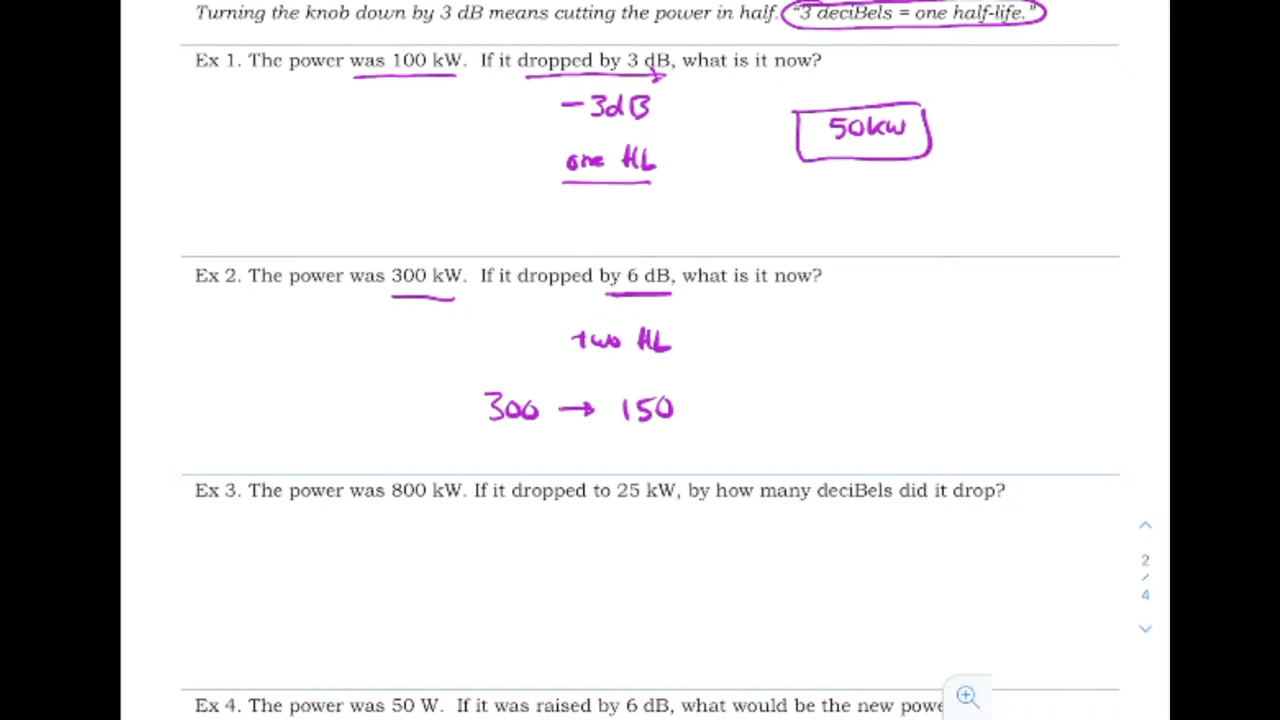 Turning the knob down by 3 dB means cutting the power in half. "3 deciBels = one half-life."
Ex 1. The power was 100 kW. If it dropped by 3 dB, what is it now?
-3dB
50kW
one HL
Ex 2. The power was 300 kW. If it dropped by 6 dB, what is it now?
two HL
300 → 150
Ex 3. The power was 800 kW. If it dropped to 25 kW, by how many deciBels did it drop?
2
/
4
Ex 4. The power was 50 W. If it was raised by 6 dB, what would be the new powe